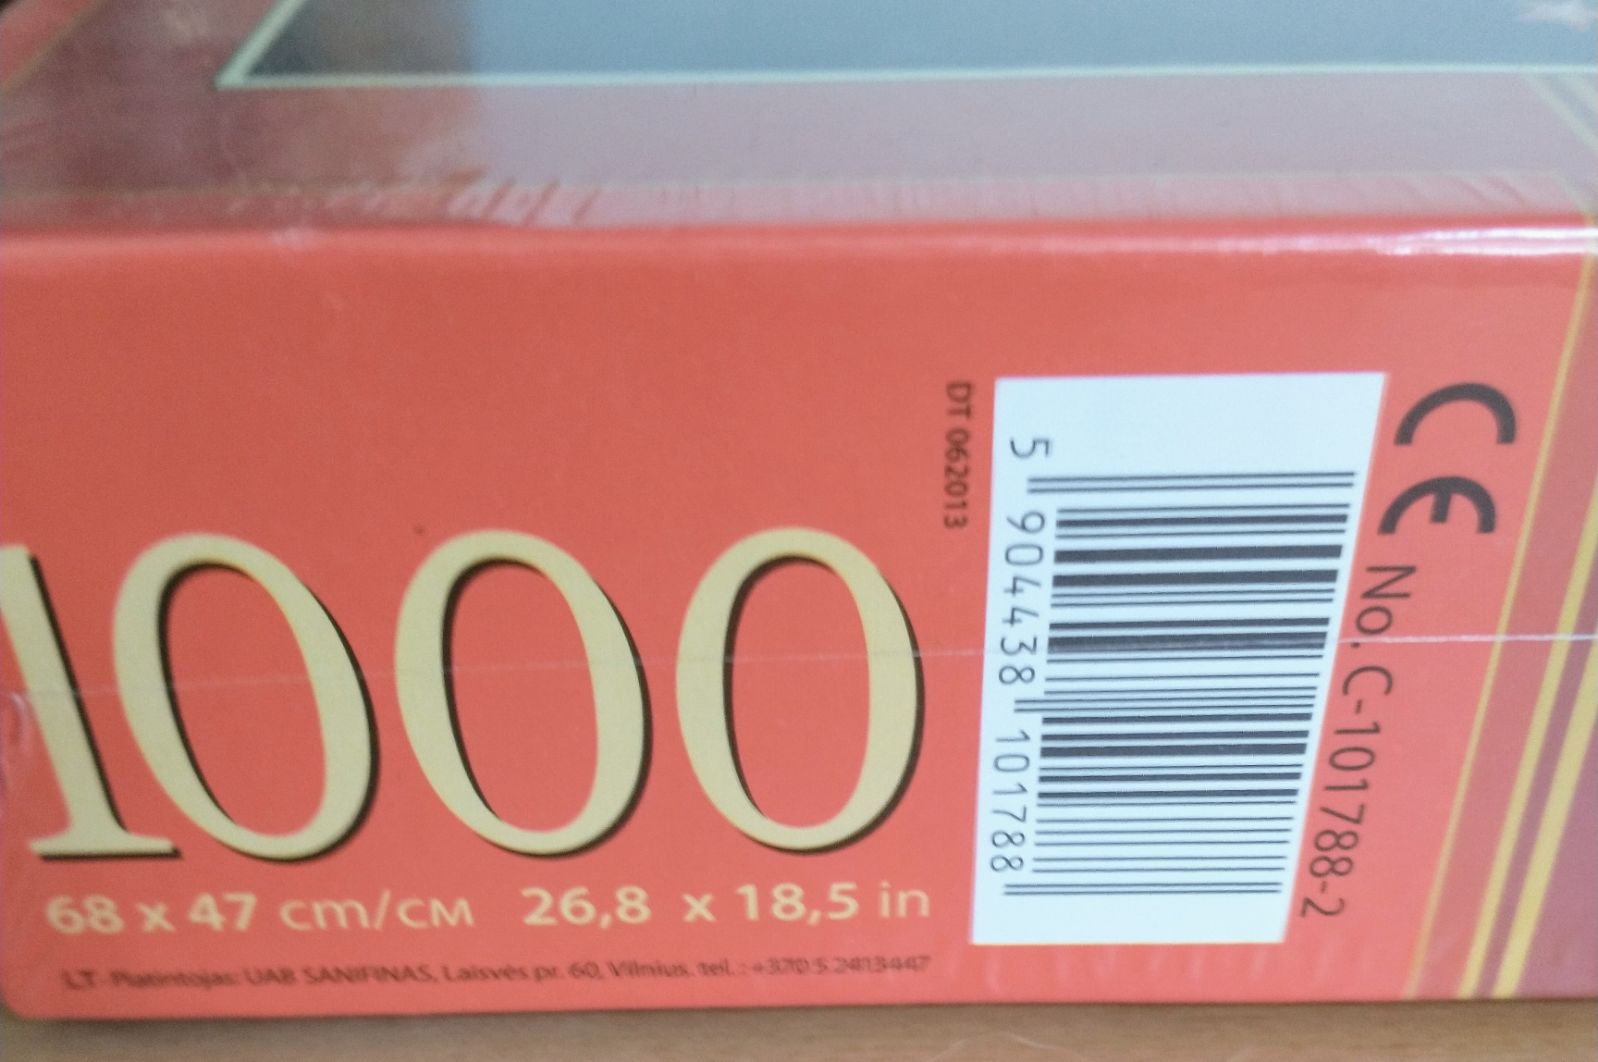 1000
68 x 47 cm/см 26,8 x 18,5 in
LT- Platintojas: UAB SANIFINAS, Laisvės pr. 60, Vilnius. tel. : +370 5 2413447
DT 062013
5 904438 101788
CE No. C-101788-2